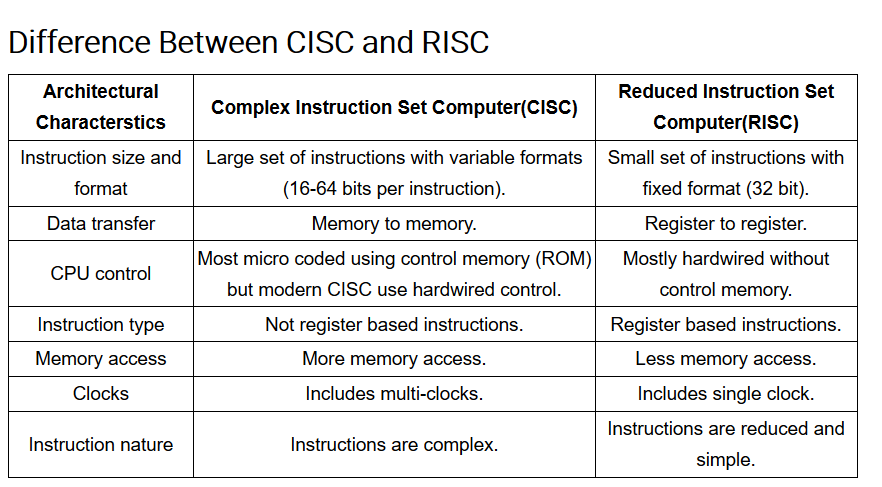 Difference Between CISC and RISC
Architectural
Characterstics
Complex Instruction Set Computer(CISC)
Reduced Instruction Set
Computer(RISC)
Instruction size and
format
Large set of instructions with variable formats
(16-64 bits per instruction).
Small set of instructions with
fixed format (32 bit).
Data transfer
Memory to memory.
Register to register.
CPU control
Most micro coded using control memory (ROM)
but modern CISC use hardwired control.
Mostly hardwired without
control memory.
Instruction type
Not register based instructions.
Register based instructions.
Memory access
More memory access.
Less memory access.
Clocks
Includes multi-clocks.
Includes single clock.
Instruction nature
Instructions are complex.
Instructions are reduced and
simple.